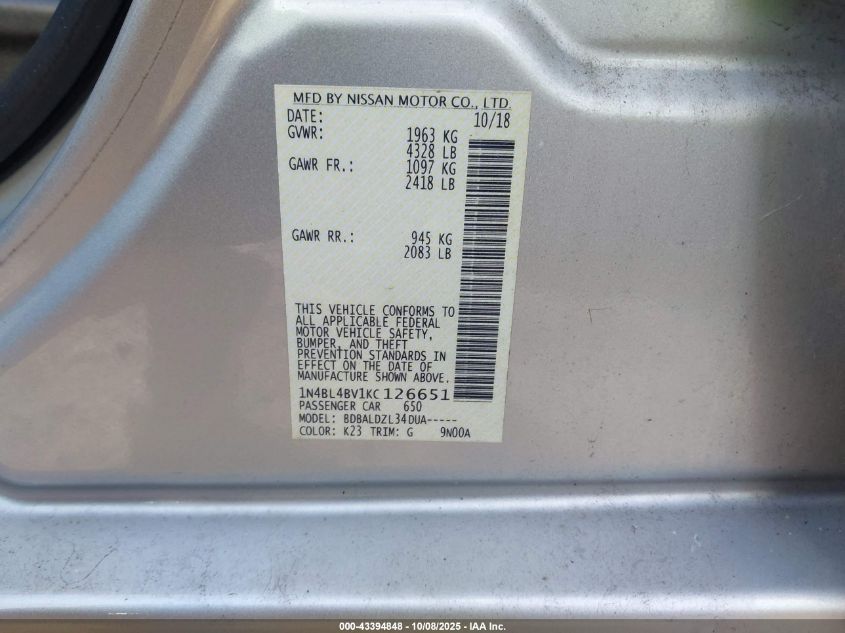 MFD BY NISSAN MOTOR CO., LTD.
DATE: 10/18
GVWR: 1963 KG
4328 LB
GAWR FR.: 1097 KG
2418 LB
GAWR RR.: 945 KG
2083 LB
THIS VEHICLE CONFORMS TO
ALL APPLICABLE FEDERAL
MOTOR VEHICLE SAFETY,
BUMPER, AND THEFT
PREVENTION STANDARDS IN
EFFECT ON THE DATE OF
MANUFACTURE SHOWN ABOVE.
1N4BL4BV1KC126651
PASSENGER CAR 650
MODEL: BDBALDZL34DUA-----
COLOR: K23 TRIM: G 9N00A
000-43394848 - 10/08/2025 - IAA Inc.